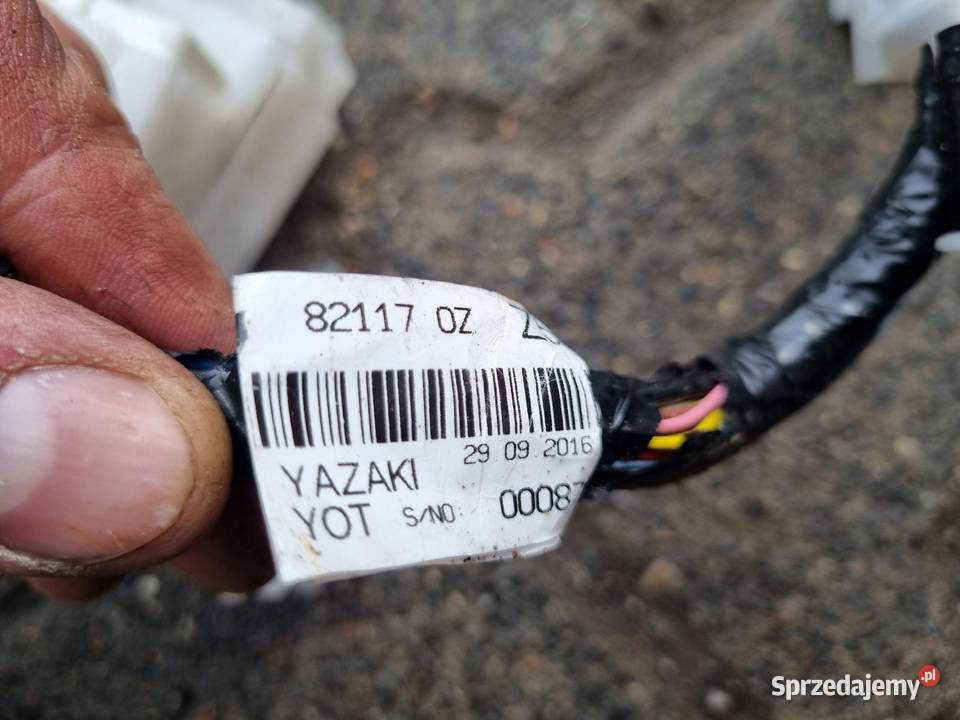 82117 0Z
29 09 2016
YAZAKI
YOT S/NO: 00087
Sprzedajemy.pl